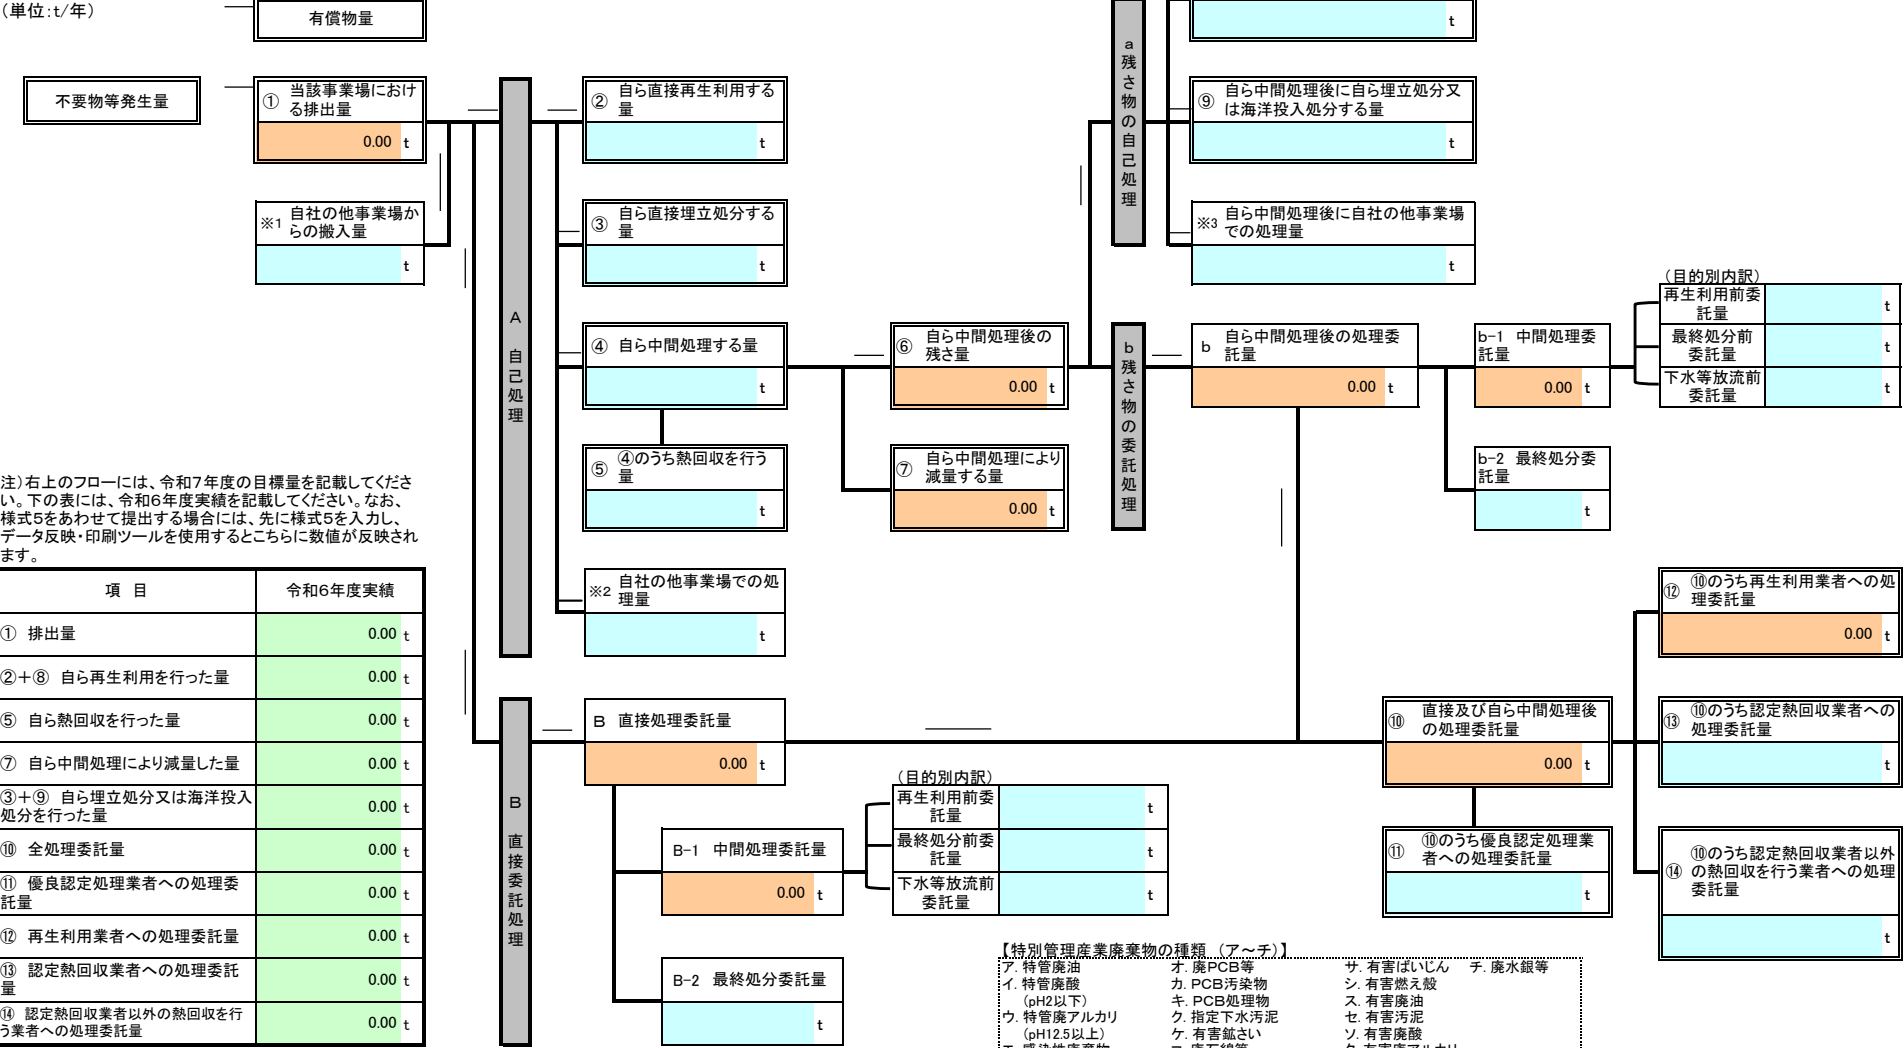 （単位：t/年）
有償物量
t
不要物等発生量
① 当該事業場におけ
る排出量
0.00 t
② 自ら直接再生利用する
量
t
⑨ 自ら中間処理後に自ら埋立処分又
は海洋投入処分する量
t
a 残さ物の自己処理
※1 自社の他事業場か
らの搬入量
t
③ 自ら直接埋立処分する
量
t
※3 自ら中間処理後に自社の他事業場
での処理量
t
A 自己処理
④ 自ら中間処理する量
t
⑥ 自ら中間処理後の
残さ量
0.00 t
b 残さ物の委託処理
b 自ら中間処理後の処理委
託量
0.00 t
b-1 中間処理委
託量
0.00 t
（目的別内訳）
再生利用前委
託量
t
最終処分前
委託量
t
下水等放流前
委託量
t
⑤ ④のうち熱回収を行う
量
t
⑦ 自ら中間処理により
減量する量
0.00 t
b-2 最終処分委
託量
t
注）右上のフローには、令和７年度の目標量を記載してくださ
い。下の表には、令和６年度実績を記載してください。なお、
様式５をあわせて提出する場合には、先に様式５を入力し、
データ反映・印刷ツールを使用するとこちらに数値が反映され
ます。
項 目 令和６年度実績
① 排出量 0.00 t
②＋⑧ 自ら再生利用を行った量 0.00 t
⑤ 自ら熱回収を行った量 0.00 t
⑦ 自ら中間処理により減量した量 0.00 t
③＋⑨ 自ら埋立処分又は海洋投入
処分を行った量 0.00 t
⑩ 全処理委託量 0.00 t
⑪ 優良認定処理業者への処理委
託量 0.00 t
⑫ 再生利用業者への処理委託量 0.00 t
⑬ 認定熱回収業者への処理委託
量 0.00 t
⑭ 認定熱回収業者以外の熱回収を行
う業者への処理委託量 0.00 t
※2 自社の他事業場での処
理量
t
B 直接委託処理
B 直接処理委託量
0.00 t
B-1 中間処理委託量
0.00 t
（目的別内訳）
再生利用前委
託量
t
最終処分前委
託量
t
下水等放流前
委託量
t
B-2 最終処分委託量
t
⑩ 直接及び自ら中間処理後
の処理委託量
0.00 t
⑪ ⑩のうち優良認定処理業
者への処理委託量
t
⑫ ⑩のうち再生利用業者への処
理委託量
0.00 t
⑬ ⑩のうち認定熱回収業者への
処理委託量
t
⑭ ⑩のうち認定熱回収業者以外
の熱回収を行う業者への処理
委託量
t
【特別管理産業廃棄物の種類 （ア～チ）】
ア．特管廃油 オ．廃PCB等 サ．有害ばいじん チ．廃水銀等
イ．特管廃酸 カ．PCB汚染物 シ．有害燃え殻
（pH2以下） キ．PCB処理物 ス．有害廃油
ウ．特管廃アルカリ ク．指定下水汚泥 セ．有害汚泥
（pH12.5以上） ケ．有害鉱さい ソ．有害廃酸
エ．感染性廃棄物 コ．廃石綿等 タ．有害廃アルカリ